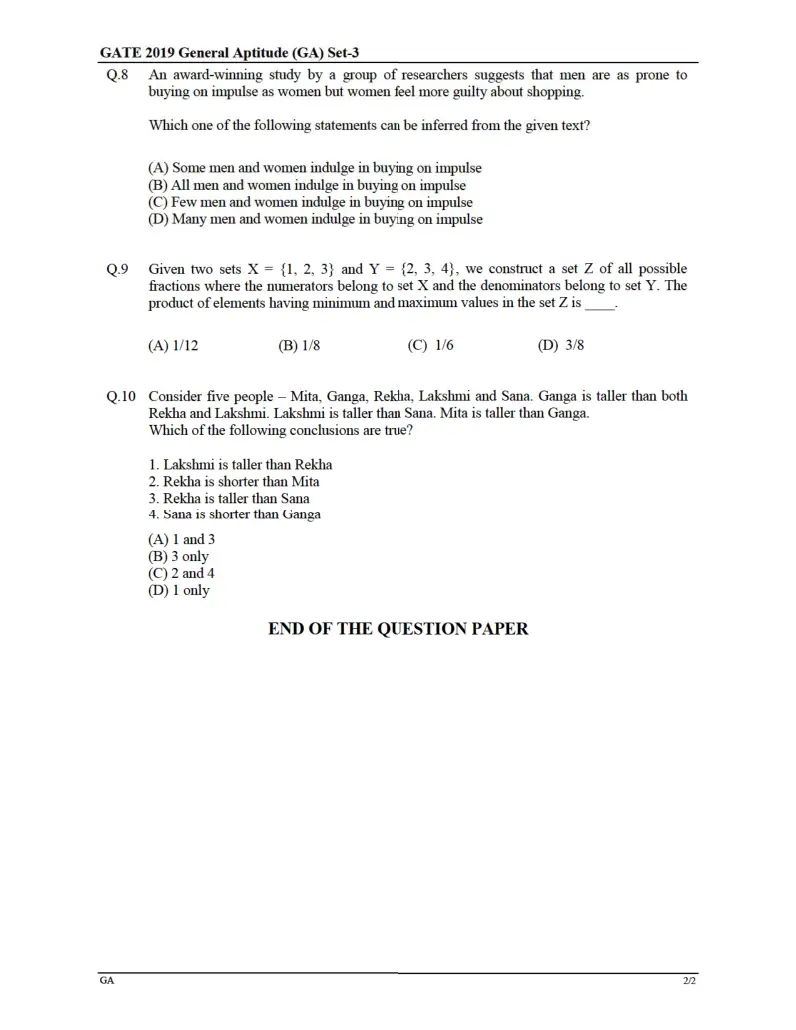 GATE 2019 General Aptitude (GA) Set-3
Q.8 An award-winning study by a group of researchers suggests that men are as prone to
buying on impulse as women but women feel more guilty about shopping.
Which one of the following statements can be inferred from the given text?
(A) Some men and women indulge in buying on impulse
(B) All men and women indulge in buying on impulse
(C) Few men and women indulge in buying on impulse
(D) Many men and women indulge in buying on impulse
Q.9 Given two sets X = {1, 2, 3} and Y = {2, 3, 4}, we construct a set Z of all possible
fractions where the numerators belong to set X and the denominators belong to set Y. The
product of elements having minimum and maximum values in the set Z is ____.
(A) 1/12 (B) 1/8 (C) 1/6 (D) 3/8
Q.10 Consider five people – Mita, Ganga, Rekha, Lakshmi and Sana. Ganga is taller than both
Rekha and Lakshmi. Lakshmi is taller than Sana. Mita is taller than Ganga.
Which of the following conclusions are true?
1. Lakshmi is taller than Rekha
2. Rekha is shorter than Mita
3. Rekha is taller than Sana
4. Sana is shorter than Ganga
(A) 1 and 3
(B) 3 only
(C) 2 and 4
(D) 1 only
END OF THE QUESTION PAPER
GA 2/2